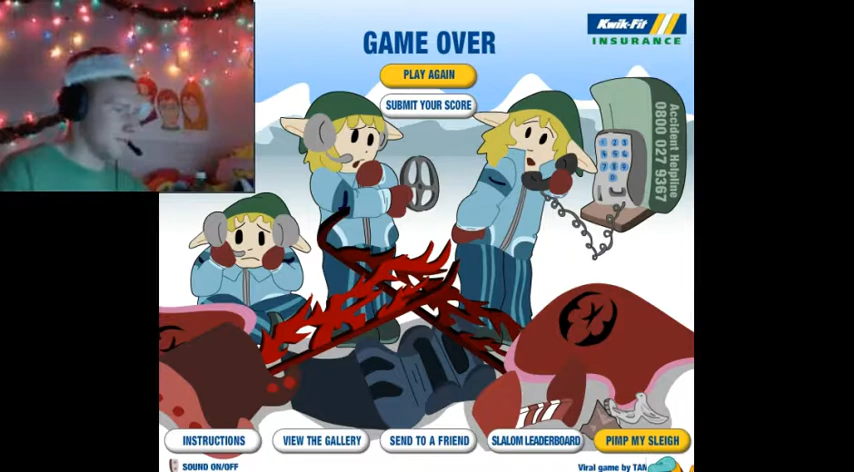 Kwik-Fit
INSURANCE
GAME OVER
PLAY AGAIN
SUBMIT YOUR SCORE
Accident Helpline
0800 027 9367
INSTRUCTIONS
VIEW THE GALLERY
SEND TO A FRIEND
SLALOM LEADERBOARD
PIMP MY SLEIGH
SOUND ON/OFF
Viral game by